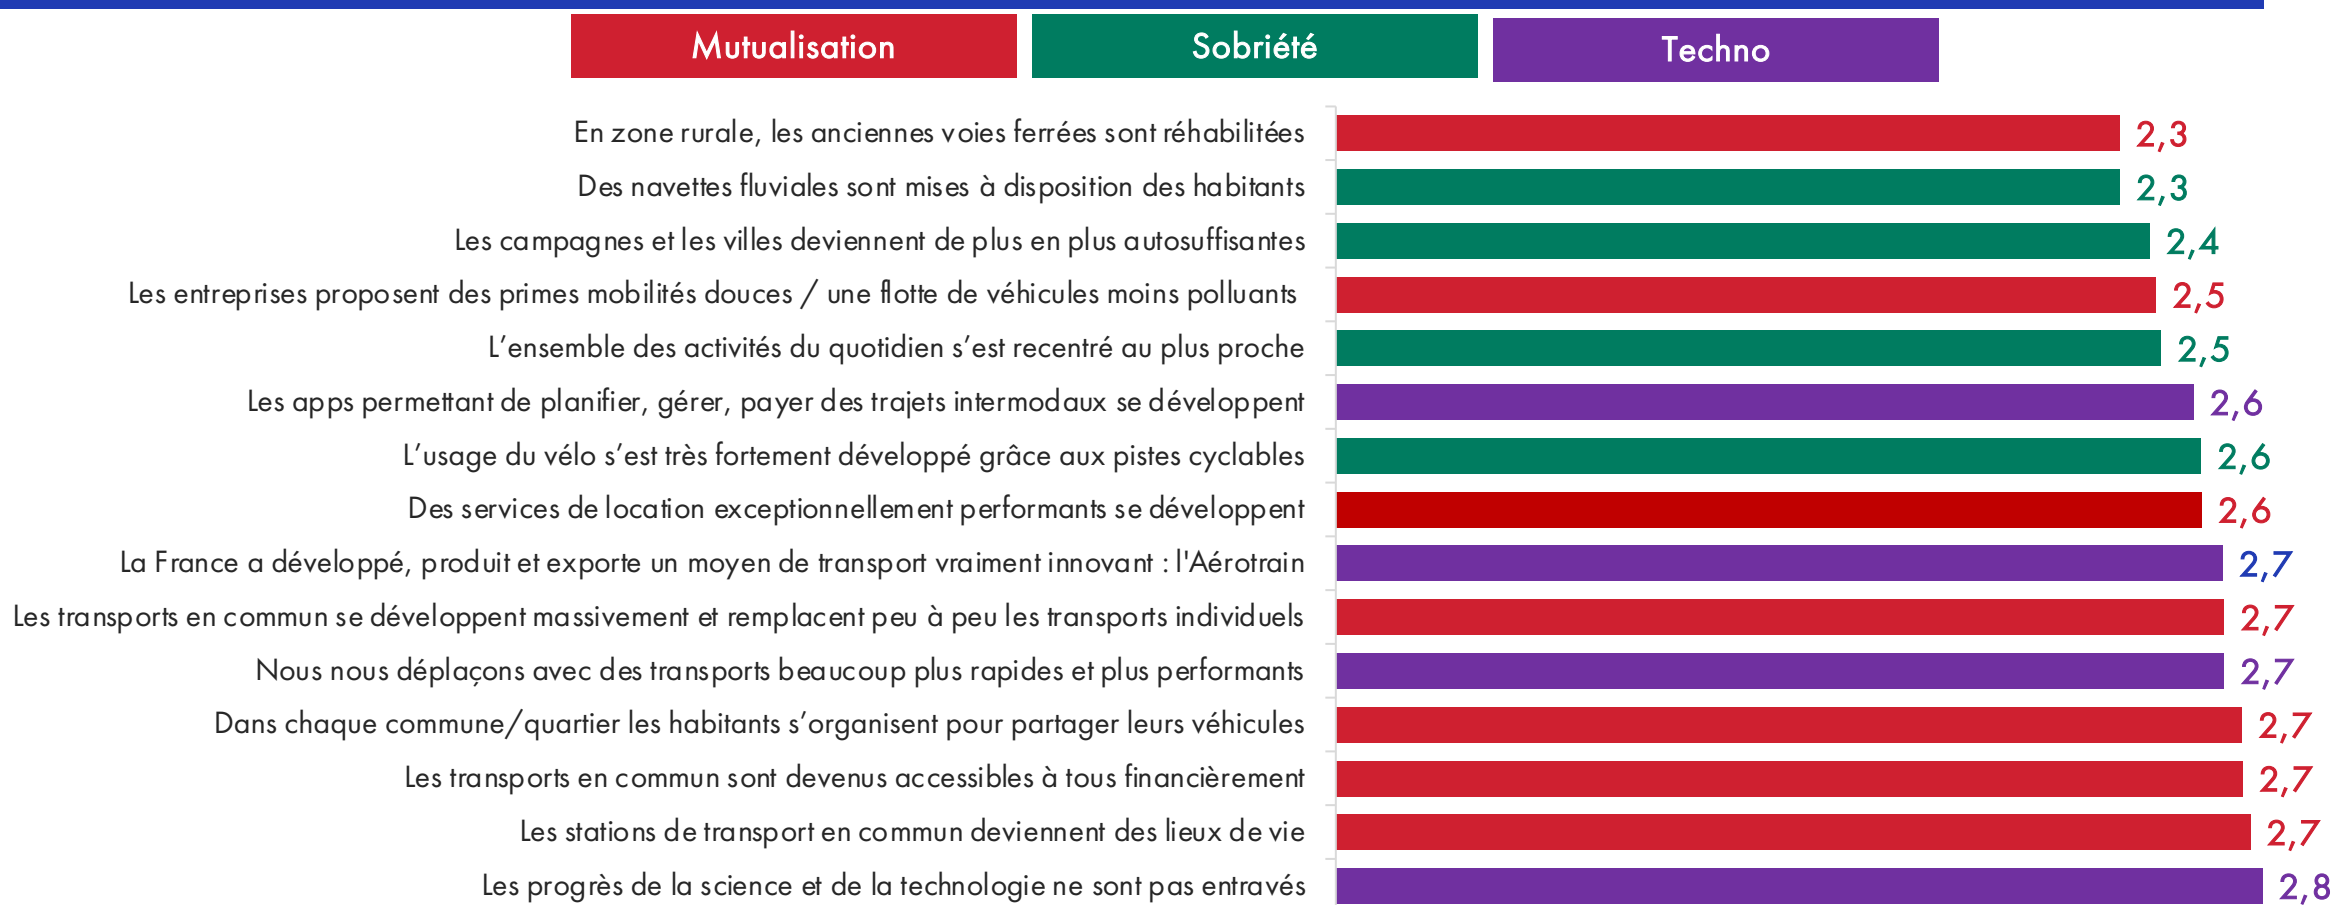 Mutualisation
Sobriété
Techno
En zone rurale, les anciennes voies ferrées sont réhabilitées 2,3
Des navettes fluviales sont mises à disposition des habitants 2,3
Les campagnes et les villes deviennent de plus en plus autosuffisantes 2,4
Les entreprises proposent des primes mobilités douces / une flotte de véhicules moins polluants 2,5
L’ensemble des activités du quotidien s’est recentré au plus proche 2,5
Les apps permettant de planifier, gérer, payer des trajets intermodaux se développent 2,6
L’usage du vélo s’est très fortement développé grâce aux pistes cyclables 2,6
Des services de location exceptionnellement performants se développent 2,6
La France a développé, produit et exporte un moyen de transport vraiment innovant : l'Aérotrain 2,7
Les transports en commun se développent massivement et remplacent peu à peu les transports individuels 2,7
Nous nous déplaçons avec des transports beaucoup plus rapides et plus performants 2,7
Dans chaque commune/quartier les habitants s’organisent pour partager leurs véhicules 2,7
Les transports en commun sont devenus accessibles à tous financièrement 2,7
Les stations de transport en commun deviennent des lieux de vie 2,7
Les progrès de la science et de la technologie ne sont pas entravés 2,8